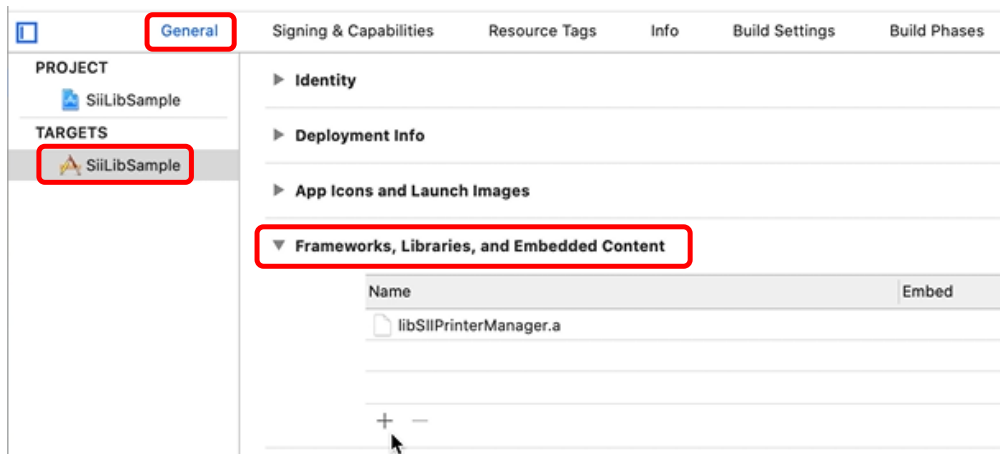 General Signing & Capabilities Resource Tags Info Build Settings Build Phases
PROJECT
SiiLibSample
TARGETS
SiiLibSample
Identity
Deployment Info
App Icons and Launch Images
Frameworks, Libraries, and Embedded Content
Name Embed
libSIIPrinterManager.a